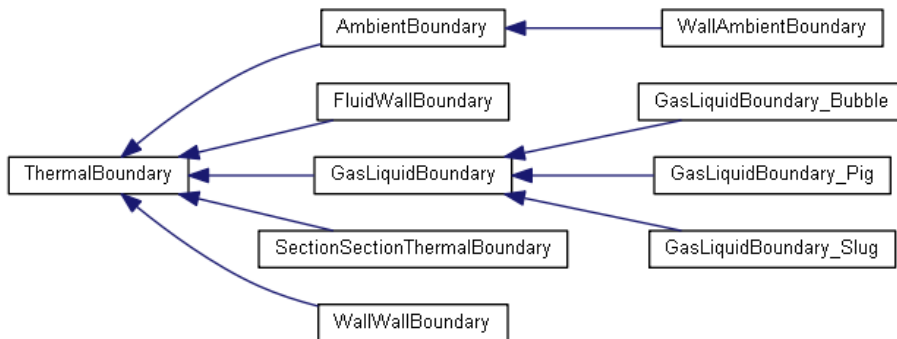 AmbientBoundary
WallAmbientBoundary
FluidWallBoundary
GasLiquidBoundary_Bubble
ThermalBoundary
GasLiquidBoundary
GasLiquidBoundary_Pig
SectionSectionThermalBoundary
GasLiquidBoundary_Slug
WallWallBoundary